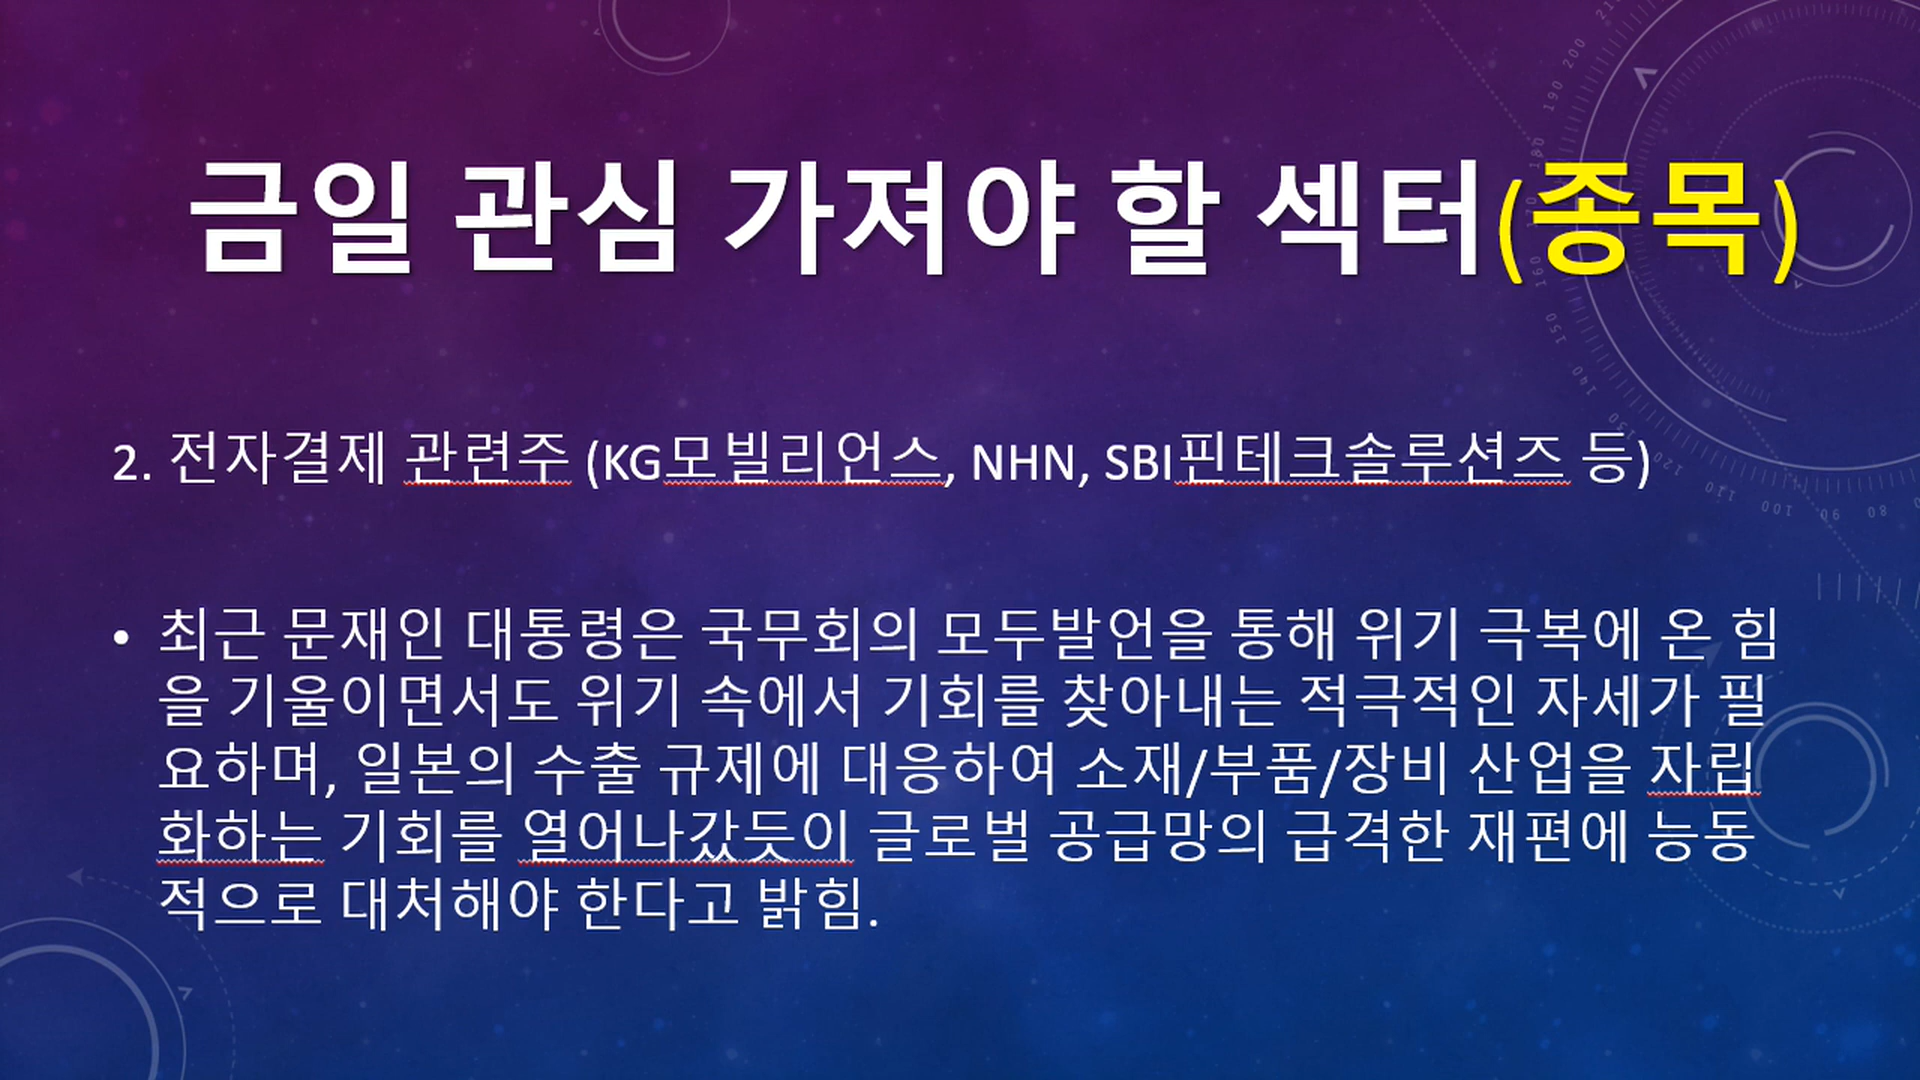 금일 관심 가져야 할 섹터(종목)
2. 전자결제 관련주 (KG모빌리언스, NHN, SBI핀테크솔루션즈 등)
• 최근 문재인 대통령은 국무회의 모두발언을 통해 위기 극복에 온 힘
을 기울이면서도 위기 속에서 기회를 찾아내는 적극적인 자세가 필
요하며, 일본의 수출 규제에 대응하여 소재/부품/장비 산업을 자립
화하는 기회를 열어나갔듯이 글로벌 공급망의 급격한 재편에 능동
적으로 대처해야 한다고 밝힘.